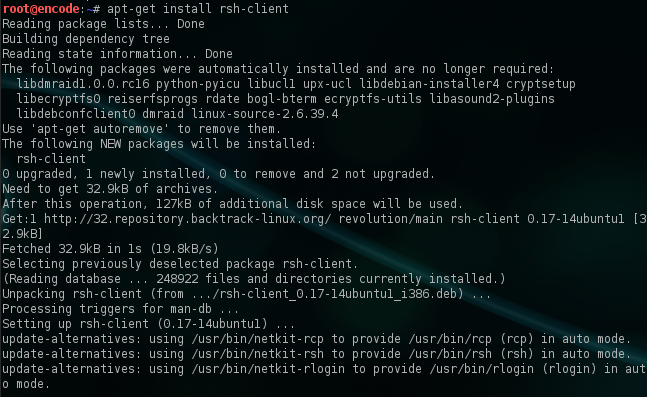 root@encode:~# apt-get install rsh-client
Reading package lists... Done
Building dependency tree
Reading state information... Done
The following packages were automatically installed and are no longer required:
  libdmraid1.0.0.rc16 python-pyicu libucl1 upx-ucl libdebian-installer4 cryptsetup
  libecryptfs0 reiserfsprogs rdate bogl-bterm ecryptfs-utils libasound2-plugins
  libdebconfclient0 dmraid linux-source-2.6.39.4
Use 'apt-get autoremove' to remove them.
The following NEW packages will be installed:
  rsh-client
0 upgraded, 1 newly installed, 0 to remove and 2 not upgraded.
Need to get 32.9kB of archives.
After this operation, 127kB of additional disk space will be used.
Get:1 http://32.repository.backtrack-linux.org/ revolution/main rsh-client 0.17-14ubuntu1 [3
2.9kB]
Fetched 32.9kB in 1s (19.8kB/s)
Selecting previously deselected package rsh-client.
(Reading database ... 248922 files and directories currently installed.)
Unpacking rsh-client (from .../rsh-client_0.17-14ubuntu1_i386.deb) ...
Processing triggers for man-db ...
Setting up rsh-client (0.17-14ubuntu1) ...
update-alternatives: using /usr/bin/netkit-rcp to provide /usr/bin/rcp (rcp) in auto mode.
update-alternatives: using /usr/bin/netkit-rsh to provide /usr/bin/rsh (rsh) in auto mode.
update-alternatives: using /usr/bin/netkit-rlogin to provide /usr/bin/rlogin (rlogin) in aut
o mode.